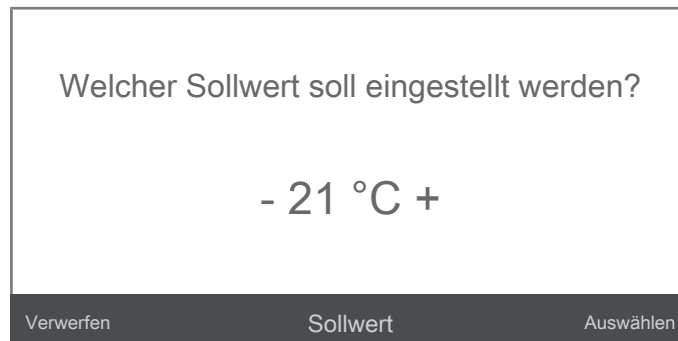 Welcher Sollwert soll eingestellt werden?
- 21 °C +
Verwerfen Sollwert Auswählen